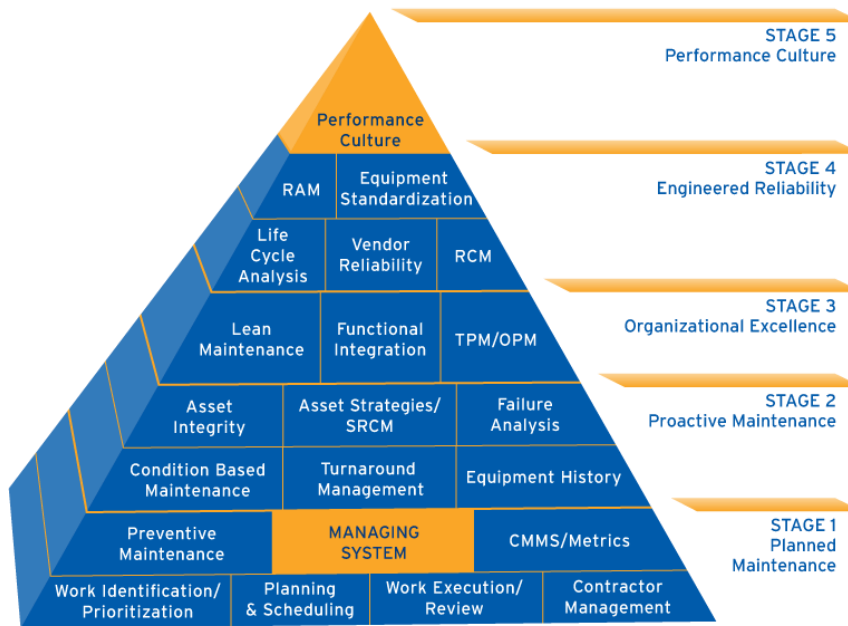 STAGE 5
Performance Culture
Performance
Culture
STAGE 4
Engineered Reliability
RAM
Equipment
Standardization
Life
Cycle
Analysis
Vendor
Reliability
RCM
STAGE 3
Organizational Excellence
Lean
Maintenance
Functional
Integration
TPM/OPM
STAGE 2
Proactive Maintenance
Asset
Integrity
Asset Strategies/
SRCM
Failure
Analysis
Condition Based
Maintenance
Turnaround
Management
Equipment History
STAGE 1
Planned
Maintenance
Preventive
Maintenance
MANAGING
SYSTEM
CMMS/Metrics
Work Identification/
Prioritization
Planning
& Scheduling
Work Execution/
Review
Contractor
Management